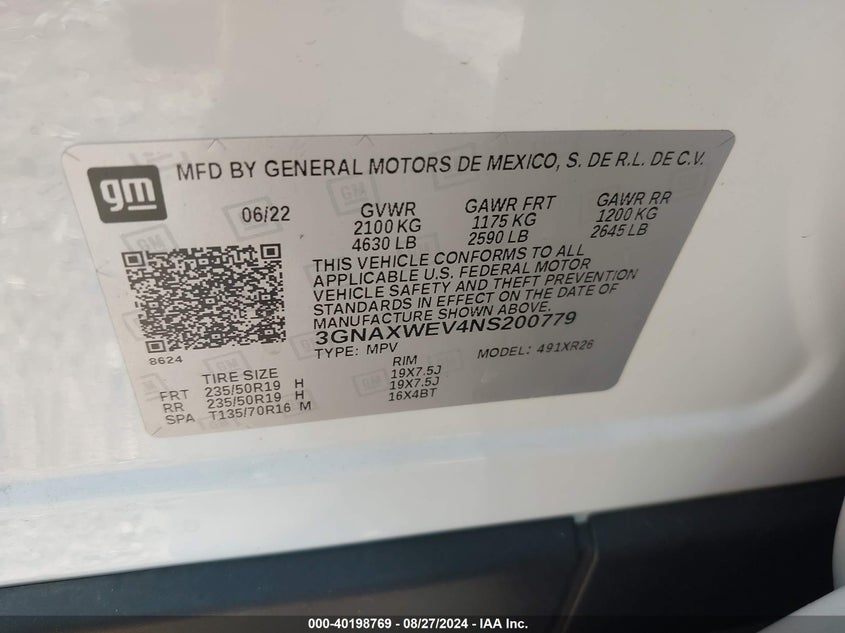 gm
MFD BY GENERAL MOTORS DE MEXICO, S. DE R.L. DE C.V.
06/22 GVWR GAWR FRT GAWR RR
2100 KG 1175 KG 1200 KG
4630 LB 2590 LB 2645 LB
THIS VEHICLE CONFORMS TO ALL
APPLICABLE U.S. FEDERAL MOTOR
VEHICLE SAFETY AND THEFT PREVENTION
STANDARDS IN EFFECT ON THE DATE OF
MANUFACTURE SHOWN ABOVE.
8624
3GNAXWEV4NS200779
TYPE: MPV MODEL: 491XR26
TIRE SIZE RIM
FRT 235/50R19 H 19X7.5J
RR 235/50R19 H 19X7.5J
SPA T135/70R16 M 16X4BT
000-40198769 - 08/27/2024 - IAA Inc.